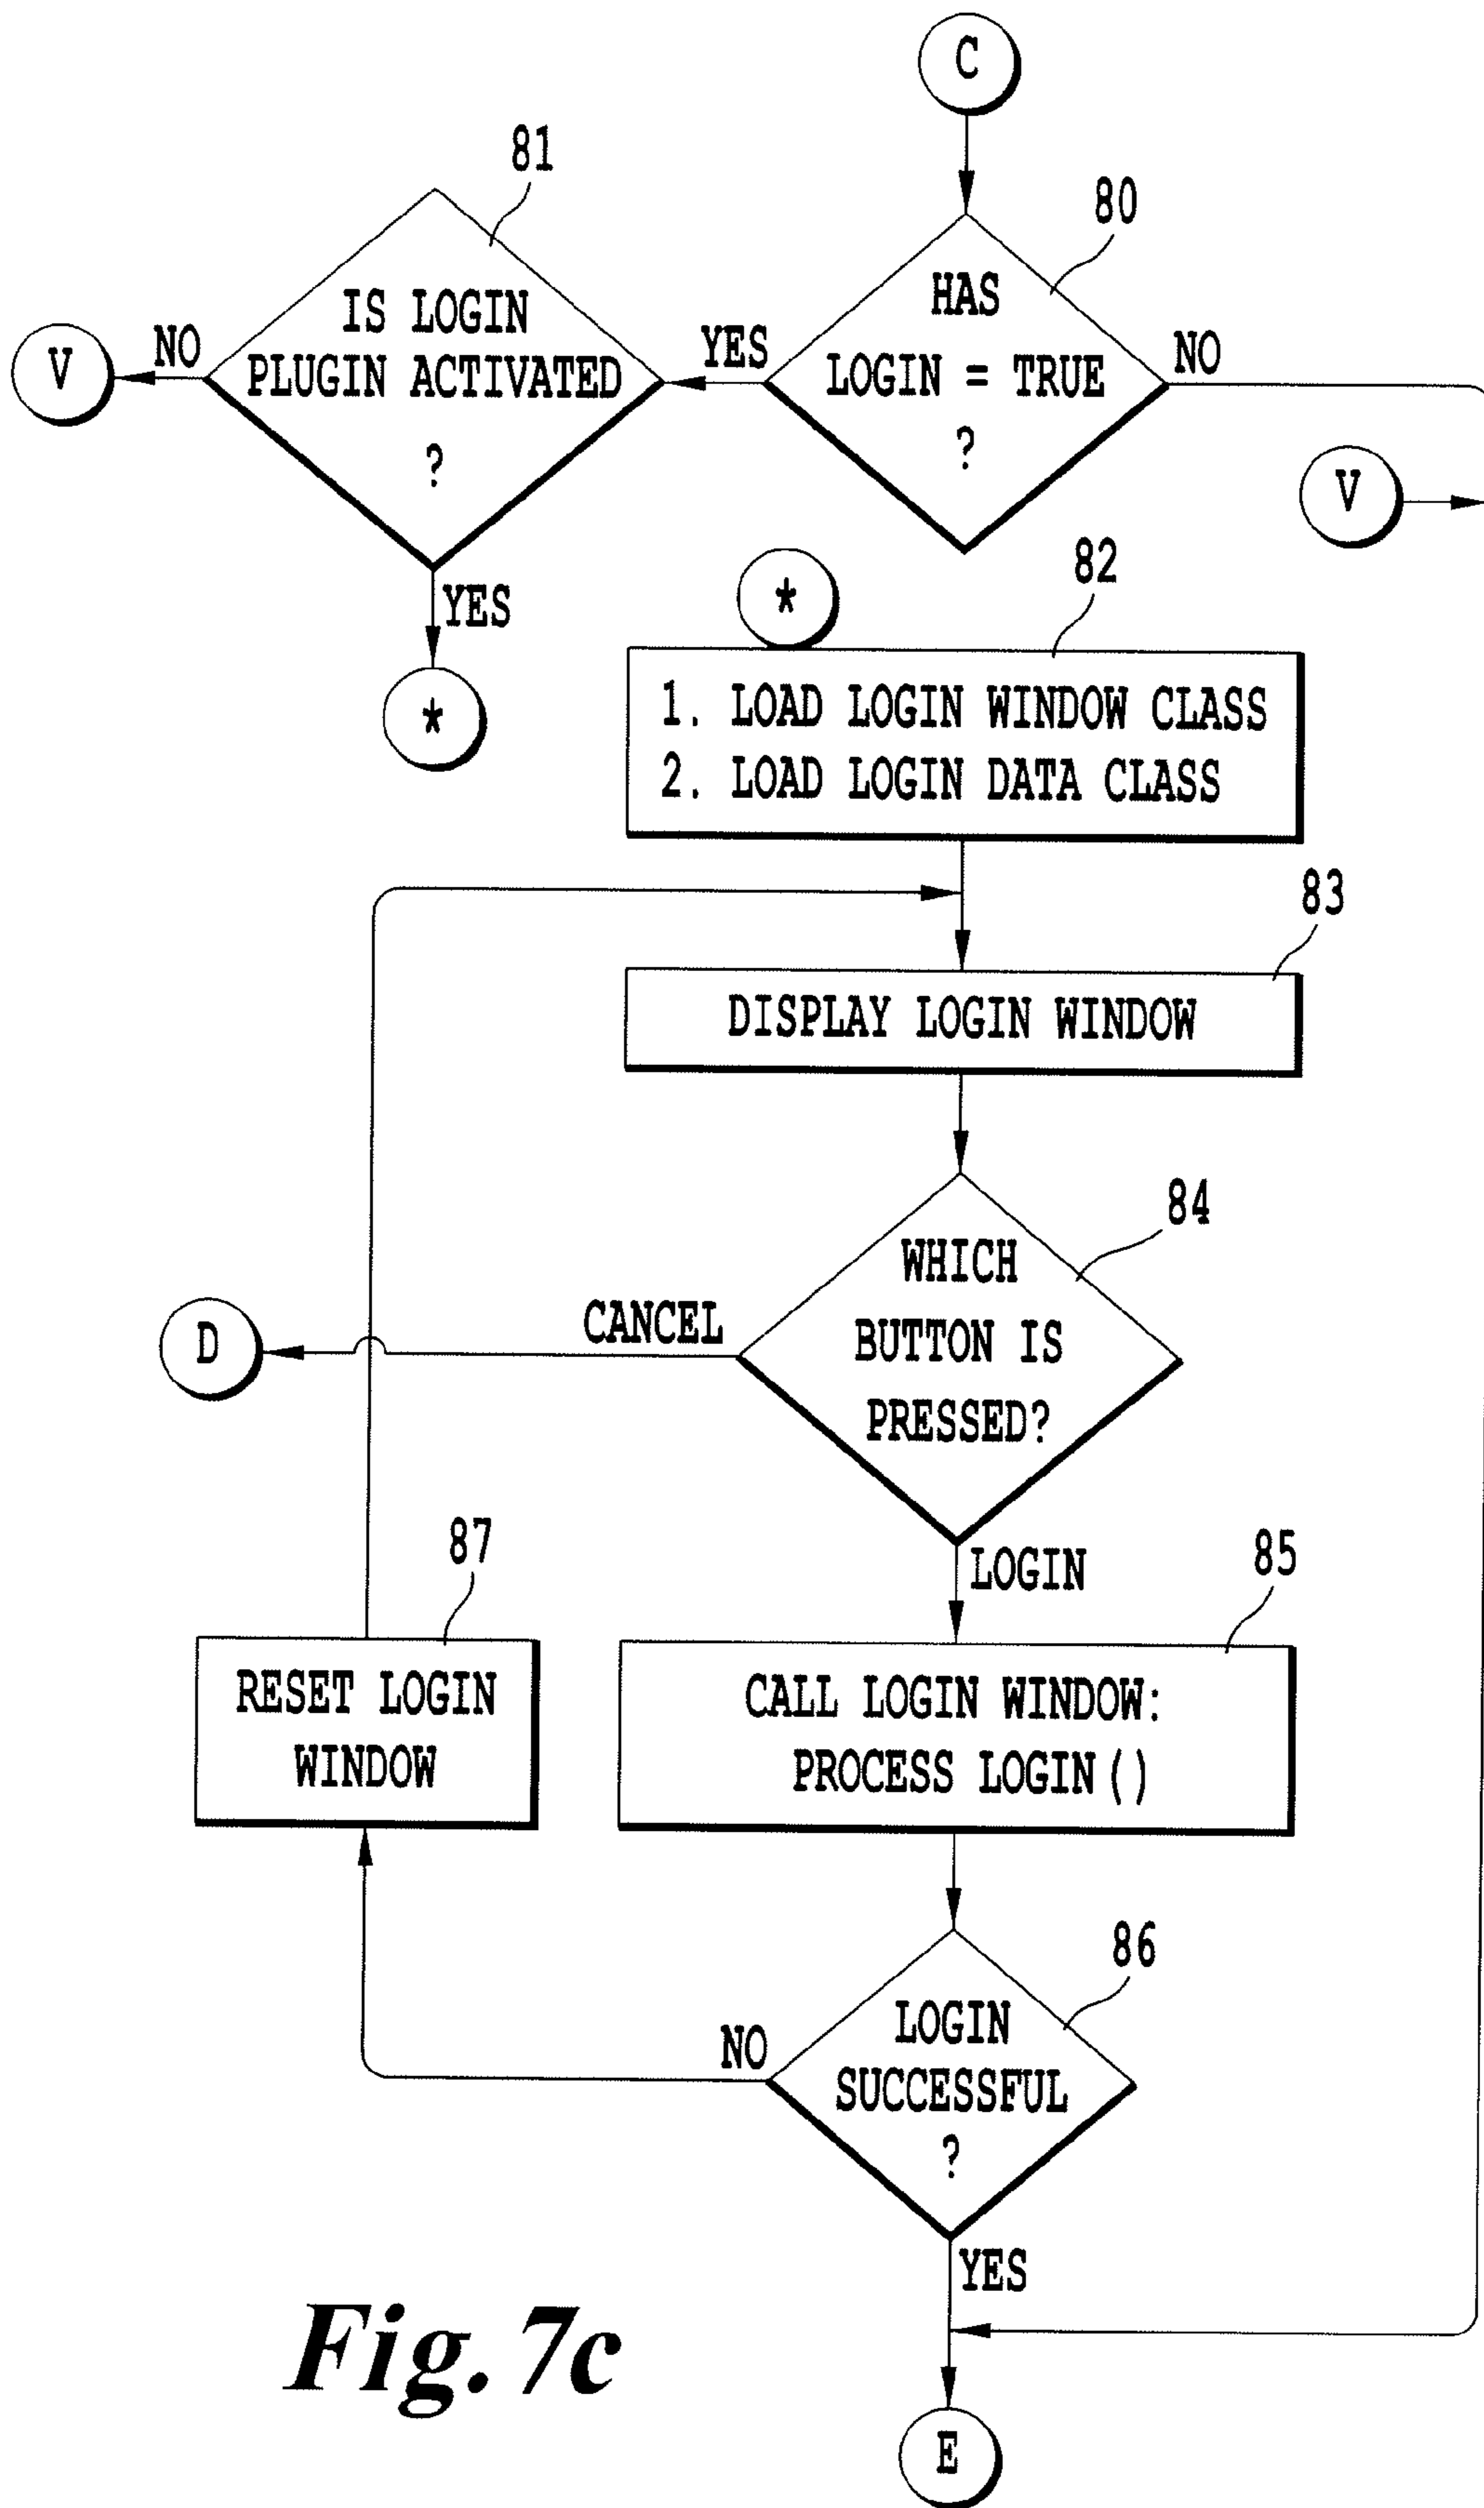 C
81
80
IS LOGIN
PLUGIN ACTIVATED
?
HAS
LOGIN = TRUE
?
V
NO
YES
NO
V
YES
*
*
82
1. LOAD LOGIN WINDOW CLASS
2. LOAD LOGIN DATA CLASS
83
DISPLAY LOGIN WINDOW
84
WHICH
BUTTON IS
PRESSED?
CANCEL
D
LOGIN
87
85
RESET LOGIN
WINDOW
CALL LOGIN WINDOW:
PROCESS LOGIN()
86
LOGIN
SUCCESSFUL
?
NO
YES
Fig. 7c
E